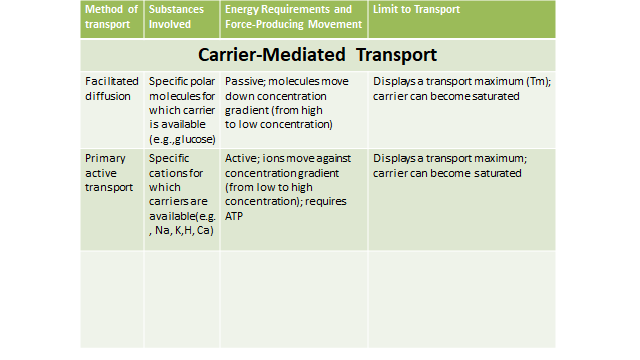 Method of transport
Substances Involved
Energy Requirements and Force-Producing Movement
Limit to Transport
Carrier-Mediated Transport
Facilitated diffusion
Specific polar molecules for which carrier is available (e.g.,glucose)
Passive; molecules move down concentration gradient (from high to low concentration)
Displays a transport maximum (Tm); carrier can become saturated
Primary active transport
Specific cations for which carriers are available(e.g., Na, K,H, Ca)
Active; ions move against concentration gradient (from low to high concentration); requires ATP
Displays a transport maximum; carrier can become saturated